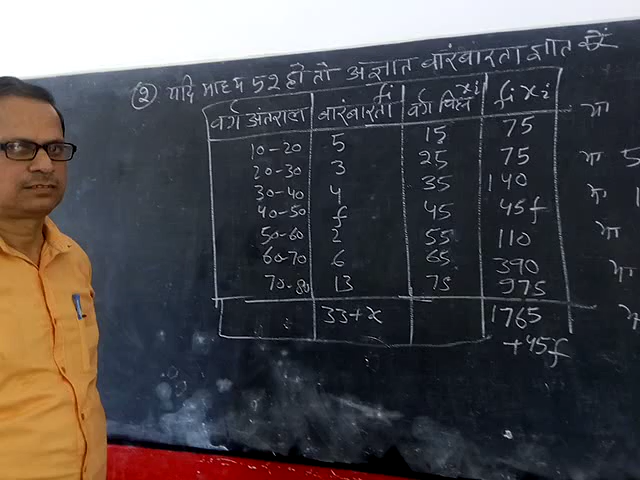 ② यदि माध्य 52 हो तो अज्ञात बारंबारता ज्ञात करें
वर्ग अंतराल बारंबारता fi वर्ग चिह्न xi fi xi
10-20 5 15 75
20-30 3 25 75
30-40 4 35 140
40-50 f 45 45f
50-60 2 55 110
60-70 6 65 390
70-80 13 75 975
33+x 1765
+45f